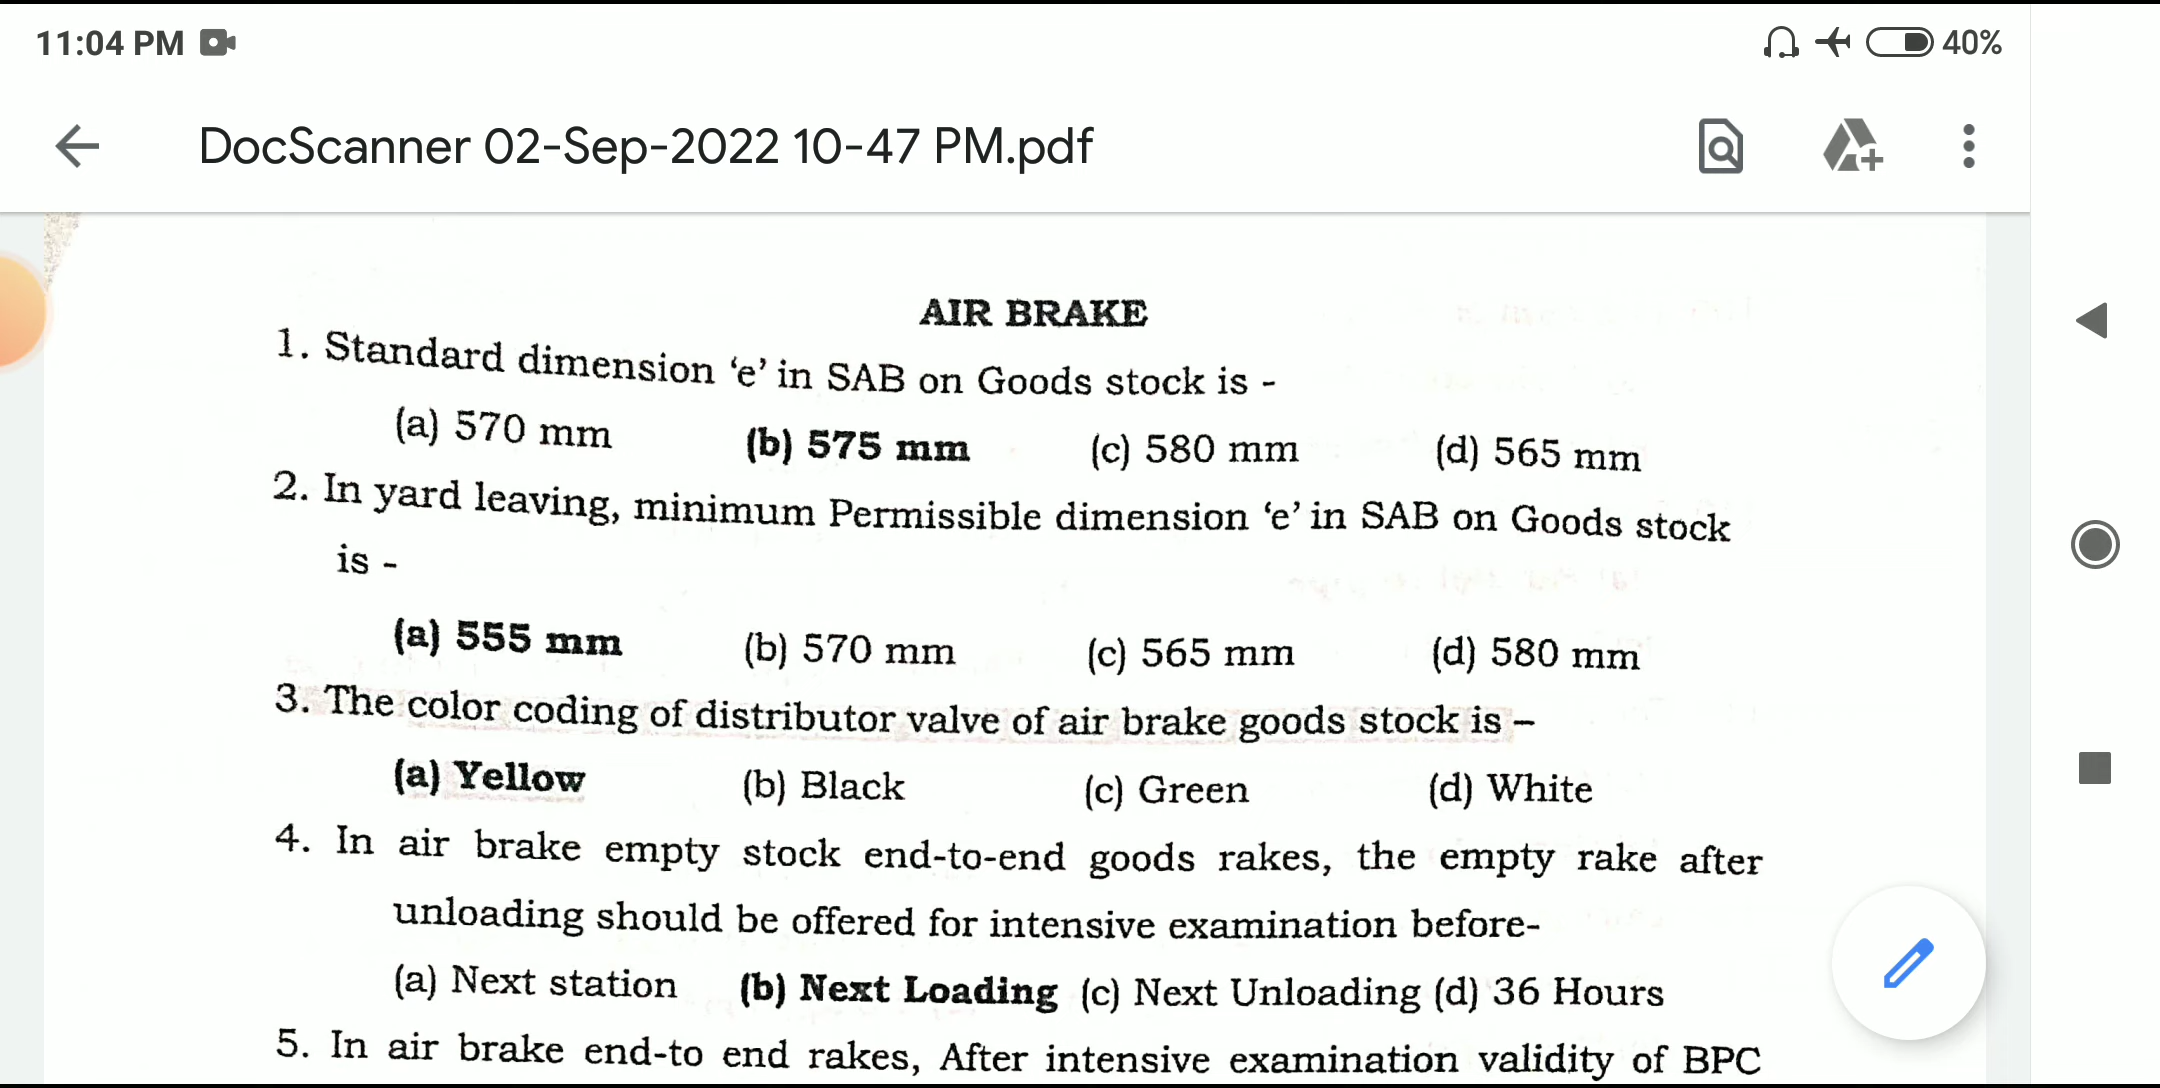 11:04 PM 40%
DocScanner 02-Sep-2022 10-47 PM.pdf
AIR BRAKE
1. Standard dimension ‘e’ in SAB on Goods stock is -
(a) 570 mm (b) 575 mm (c) 580 mm (d) 565 mm
2. In yard leaving, minimum Permissible dimension ‘e’ in SAB on Goods stock
is -
(a) 555 mm (b) 570 mm (c) 565 mm (d) 580 mm
3. The color coding of distributor valve of air brake goods stock is –
(a) Yellow (b) Black (c) Green (d) White
4. In air brake empty stock end-to-end goods rakes, the empty rake after
unloading should be offered for intensive examination before-
(a) Next station (b) Next Loading (c) Next Unloading (d) 36 Hours
5. In air brake end-to end rakes, After intensive examination validity of BPC